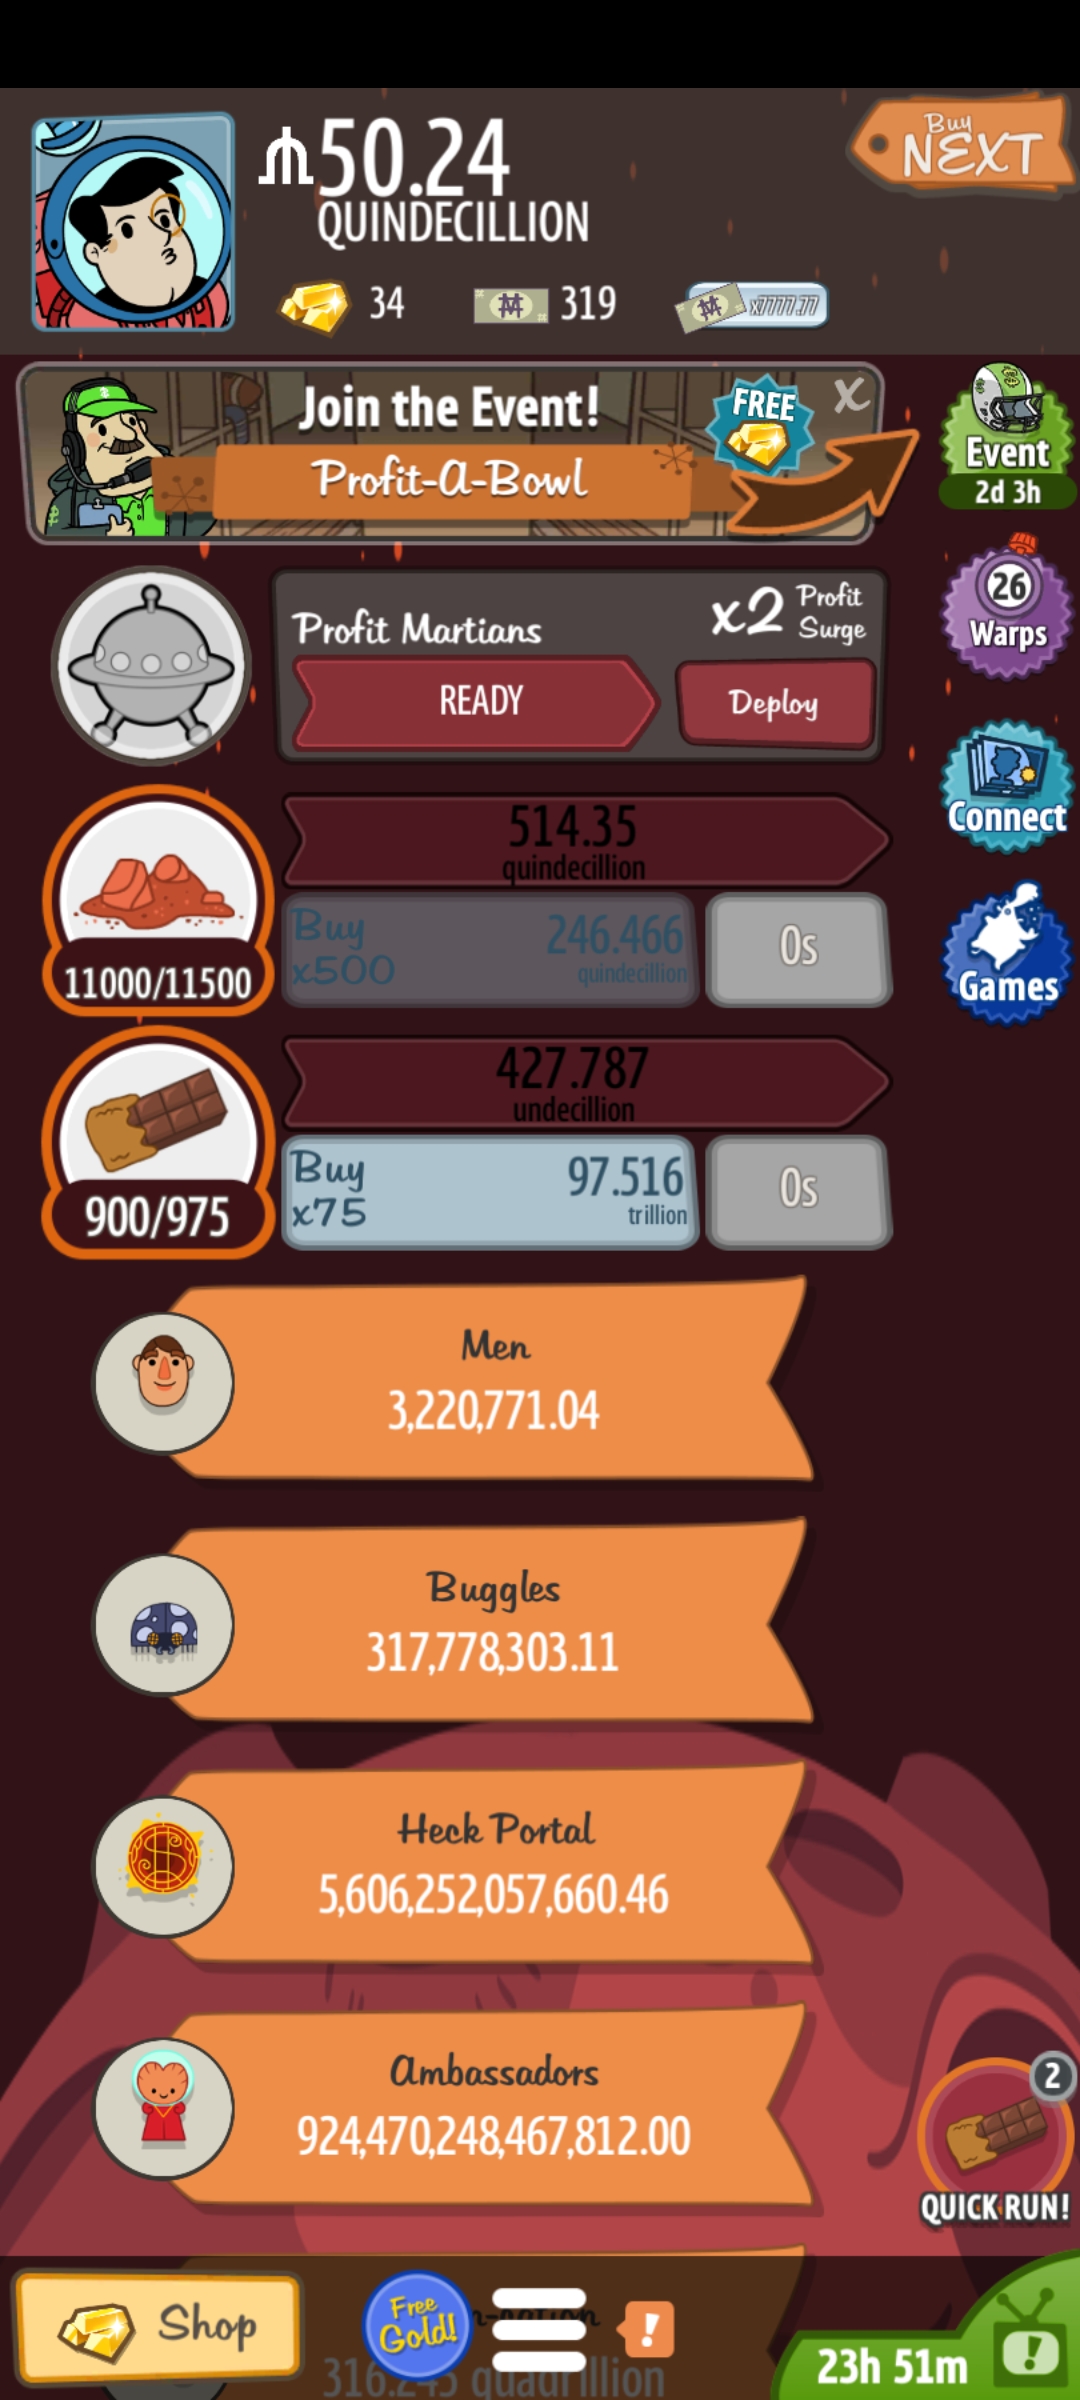 50.24
QUINDECILLION
Buy
NEXT
34
319
x7777.77
Join the Event!
Profit-A-Bowl
FREE
X
Event
2d 3h
Profit Martians
x2 Profit Surge
READY
Deploy
26
Warps
514.35
quindecillion
Buy
x500
246.466
quindecillion
0s
11000/11500
Connect
Games
427.787
undecillion
Buy
x75
97.516
trillion
0s
900/975
Men
3,220,771.04
Buggles
317,778,303.11
Heck Portal
5,606,252,057,660.46
Ambassadors
924,470,248,467,812.00
2
QUICK RUN!
Shop
Free
Gold!
!
316.245 quadrillion
23h 51m
!